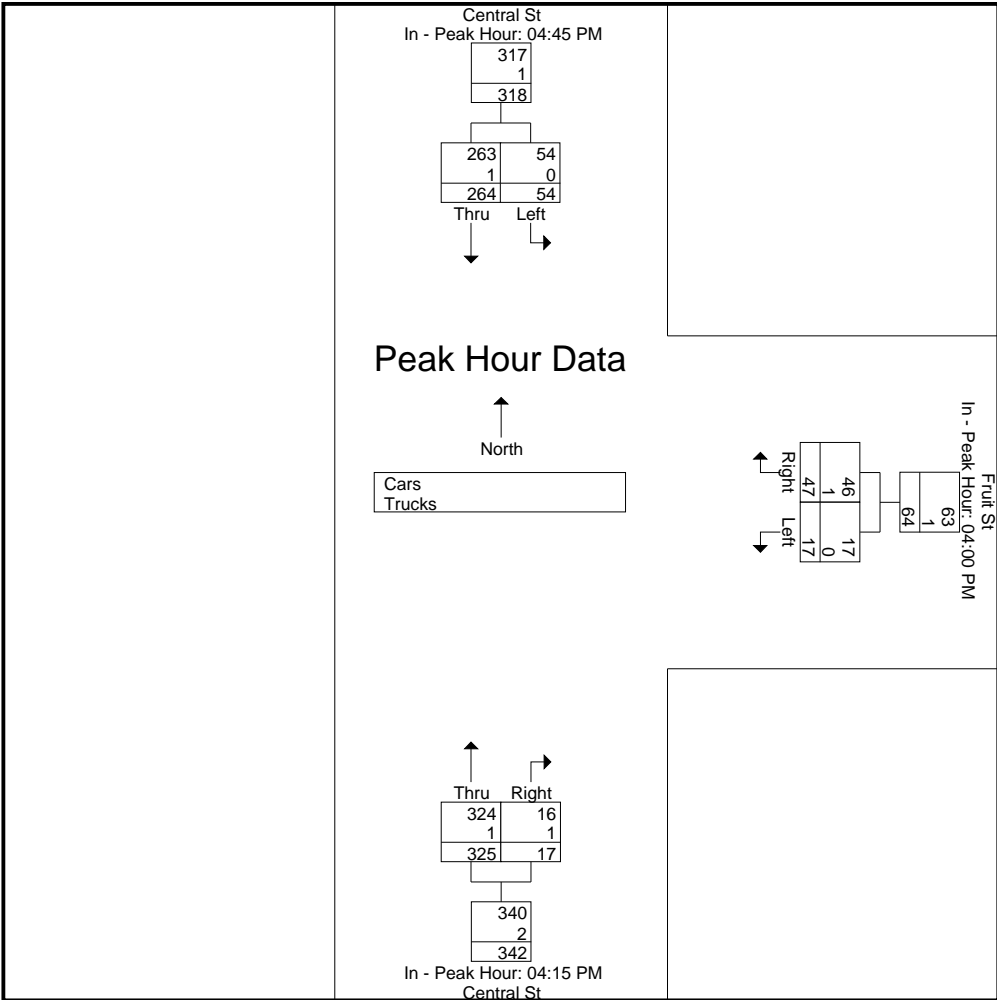 Central St
In - Peak Hour: 04:45 PM
317
1
318
263 54
1 0
264 54
Thru Left
Peak Hour Data
North
Cars
Trucks
Fruit St
In - Peak Hour: 04:00 PM
63
1
64
46 17
1 0
47 17
Right Left
Thru Right
324 16
1 1
325 17
340
2
342
In - Peak Hour: 04:15 PM
Central St